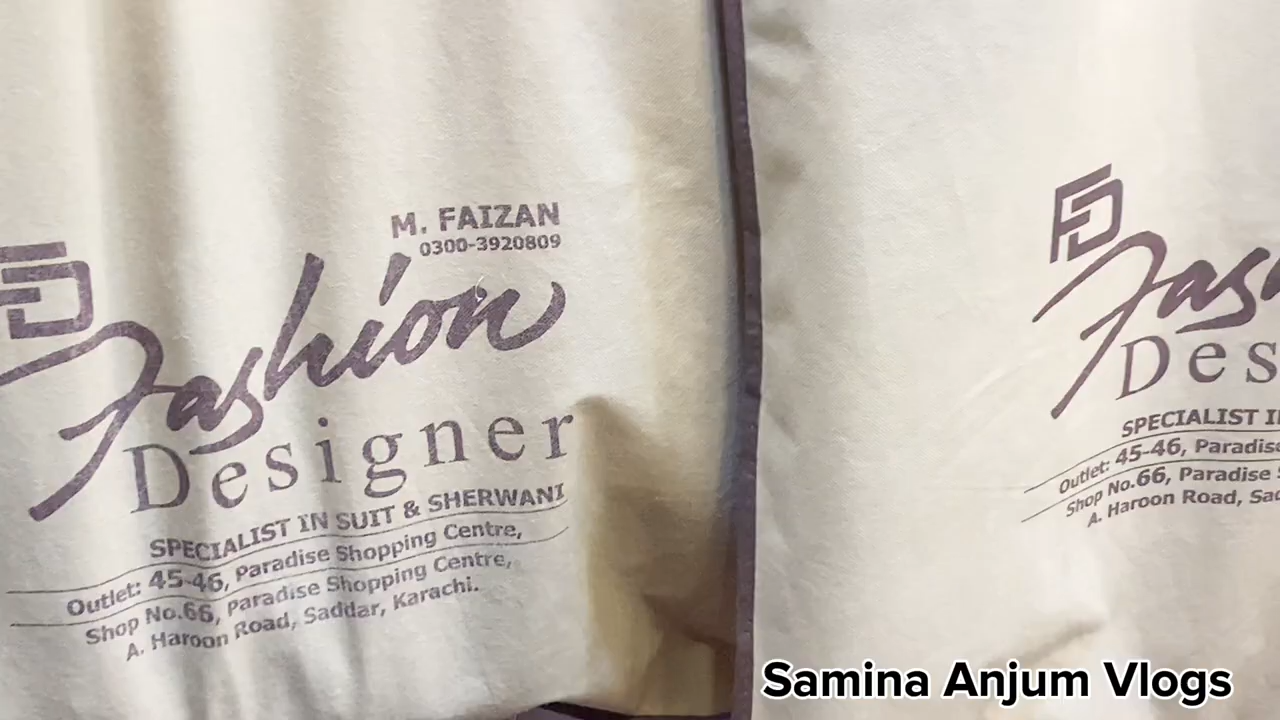 M. FAIZAN
0300-3920809
FD
Fashion
Designer
SPECIALIST IN SUIT & SHERWANI
Outlet: 45-46, Paradise Shopping Centre,
Shop No.66, Paradise Shopping Centre,
A. Haroon Road, Saddar, Karachi.
FD
Fas
Des
SPECIALIST I
Outlet: 45-46, Paradise
Shop No.66, Paradise
A. Haroon Road, Sad
Samina Anjum Vlogs